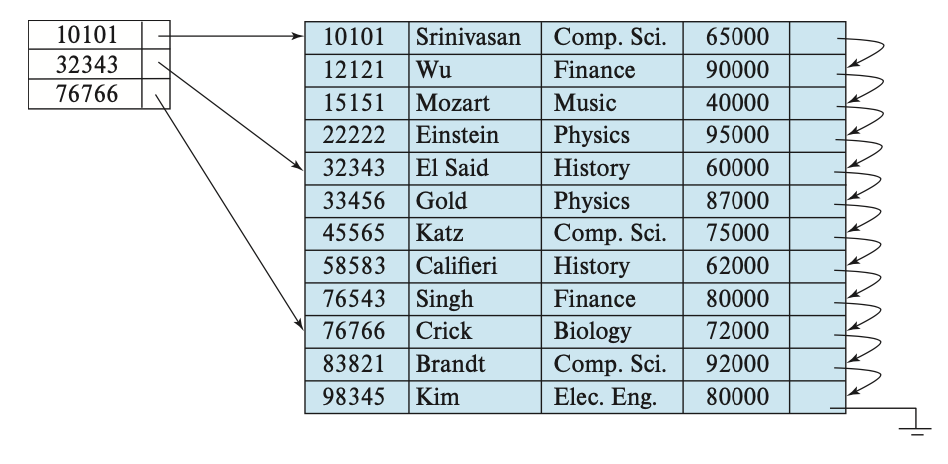 10101
32343
76766
10101 Srinivasan Comp. Sci. 65000
12121 Wu Finance 90000
15151 Mozart Music 40000
22222 Einstein Physics 95000
32343 El Said History 60000
33456 Gold Physics 87000
45565 Katz Comp. Sci. 75000
58583 Califieri History 62000
76543 Singh Finance 80000
76766 Crick Biology 72000
83821 Brandt Comp. Sci. 92000
98345 Kim Elec. Eng. 80000